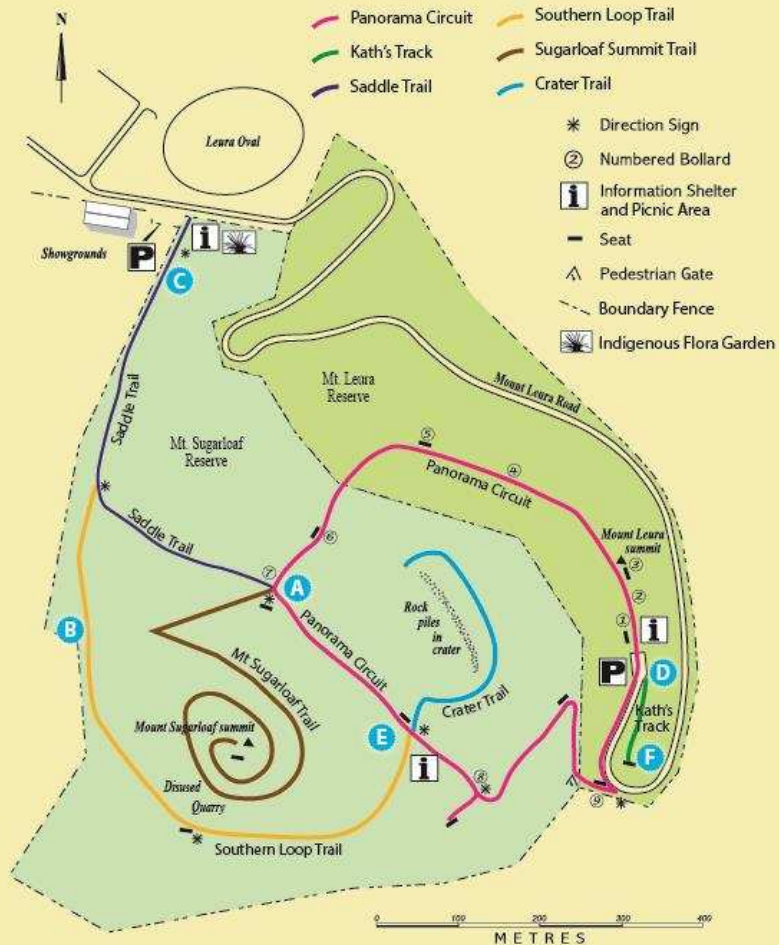 N
Panorama Circuit
Kath's Track
Saddle Trail
Southern Loop Trail
Sugarloaf Summit Trail
Crater Trail
Direction Sign
② Numbered Bollard
i Information Shelter
and Picnic Area
Seat
Pedestrian Gate
Boundary Fence
Indigenous Flora Garden
Leura Oval
Showgrounds
P
i
C
Saddle Trail
Mt. Leura
Reserve
Mount Leura Road
Mt. Sugarloaf
Reserve
⑤
④
Panorama Circuit
⑥
Saddle Trail
Mount Leura
summit
③
②
①
i
⑦
A
Rock
piles
in
crater
B
Panorama Circuit
Mt Sugarloaf Trail
P
D
Crater Trail
Kath's
Track
Mount Sugarloaf summit
E
F
i
Disused
Quarry
⑧
⑨
Southern Loop Trail
0 100 200 300 400
METRES